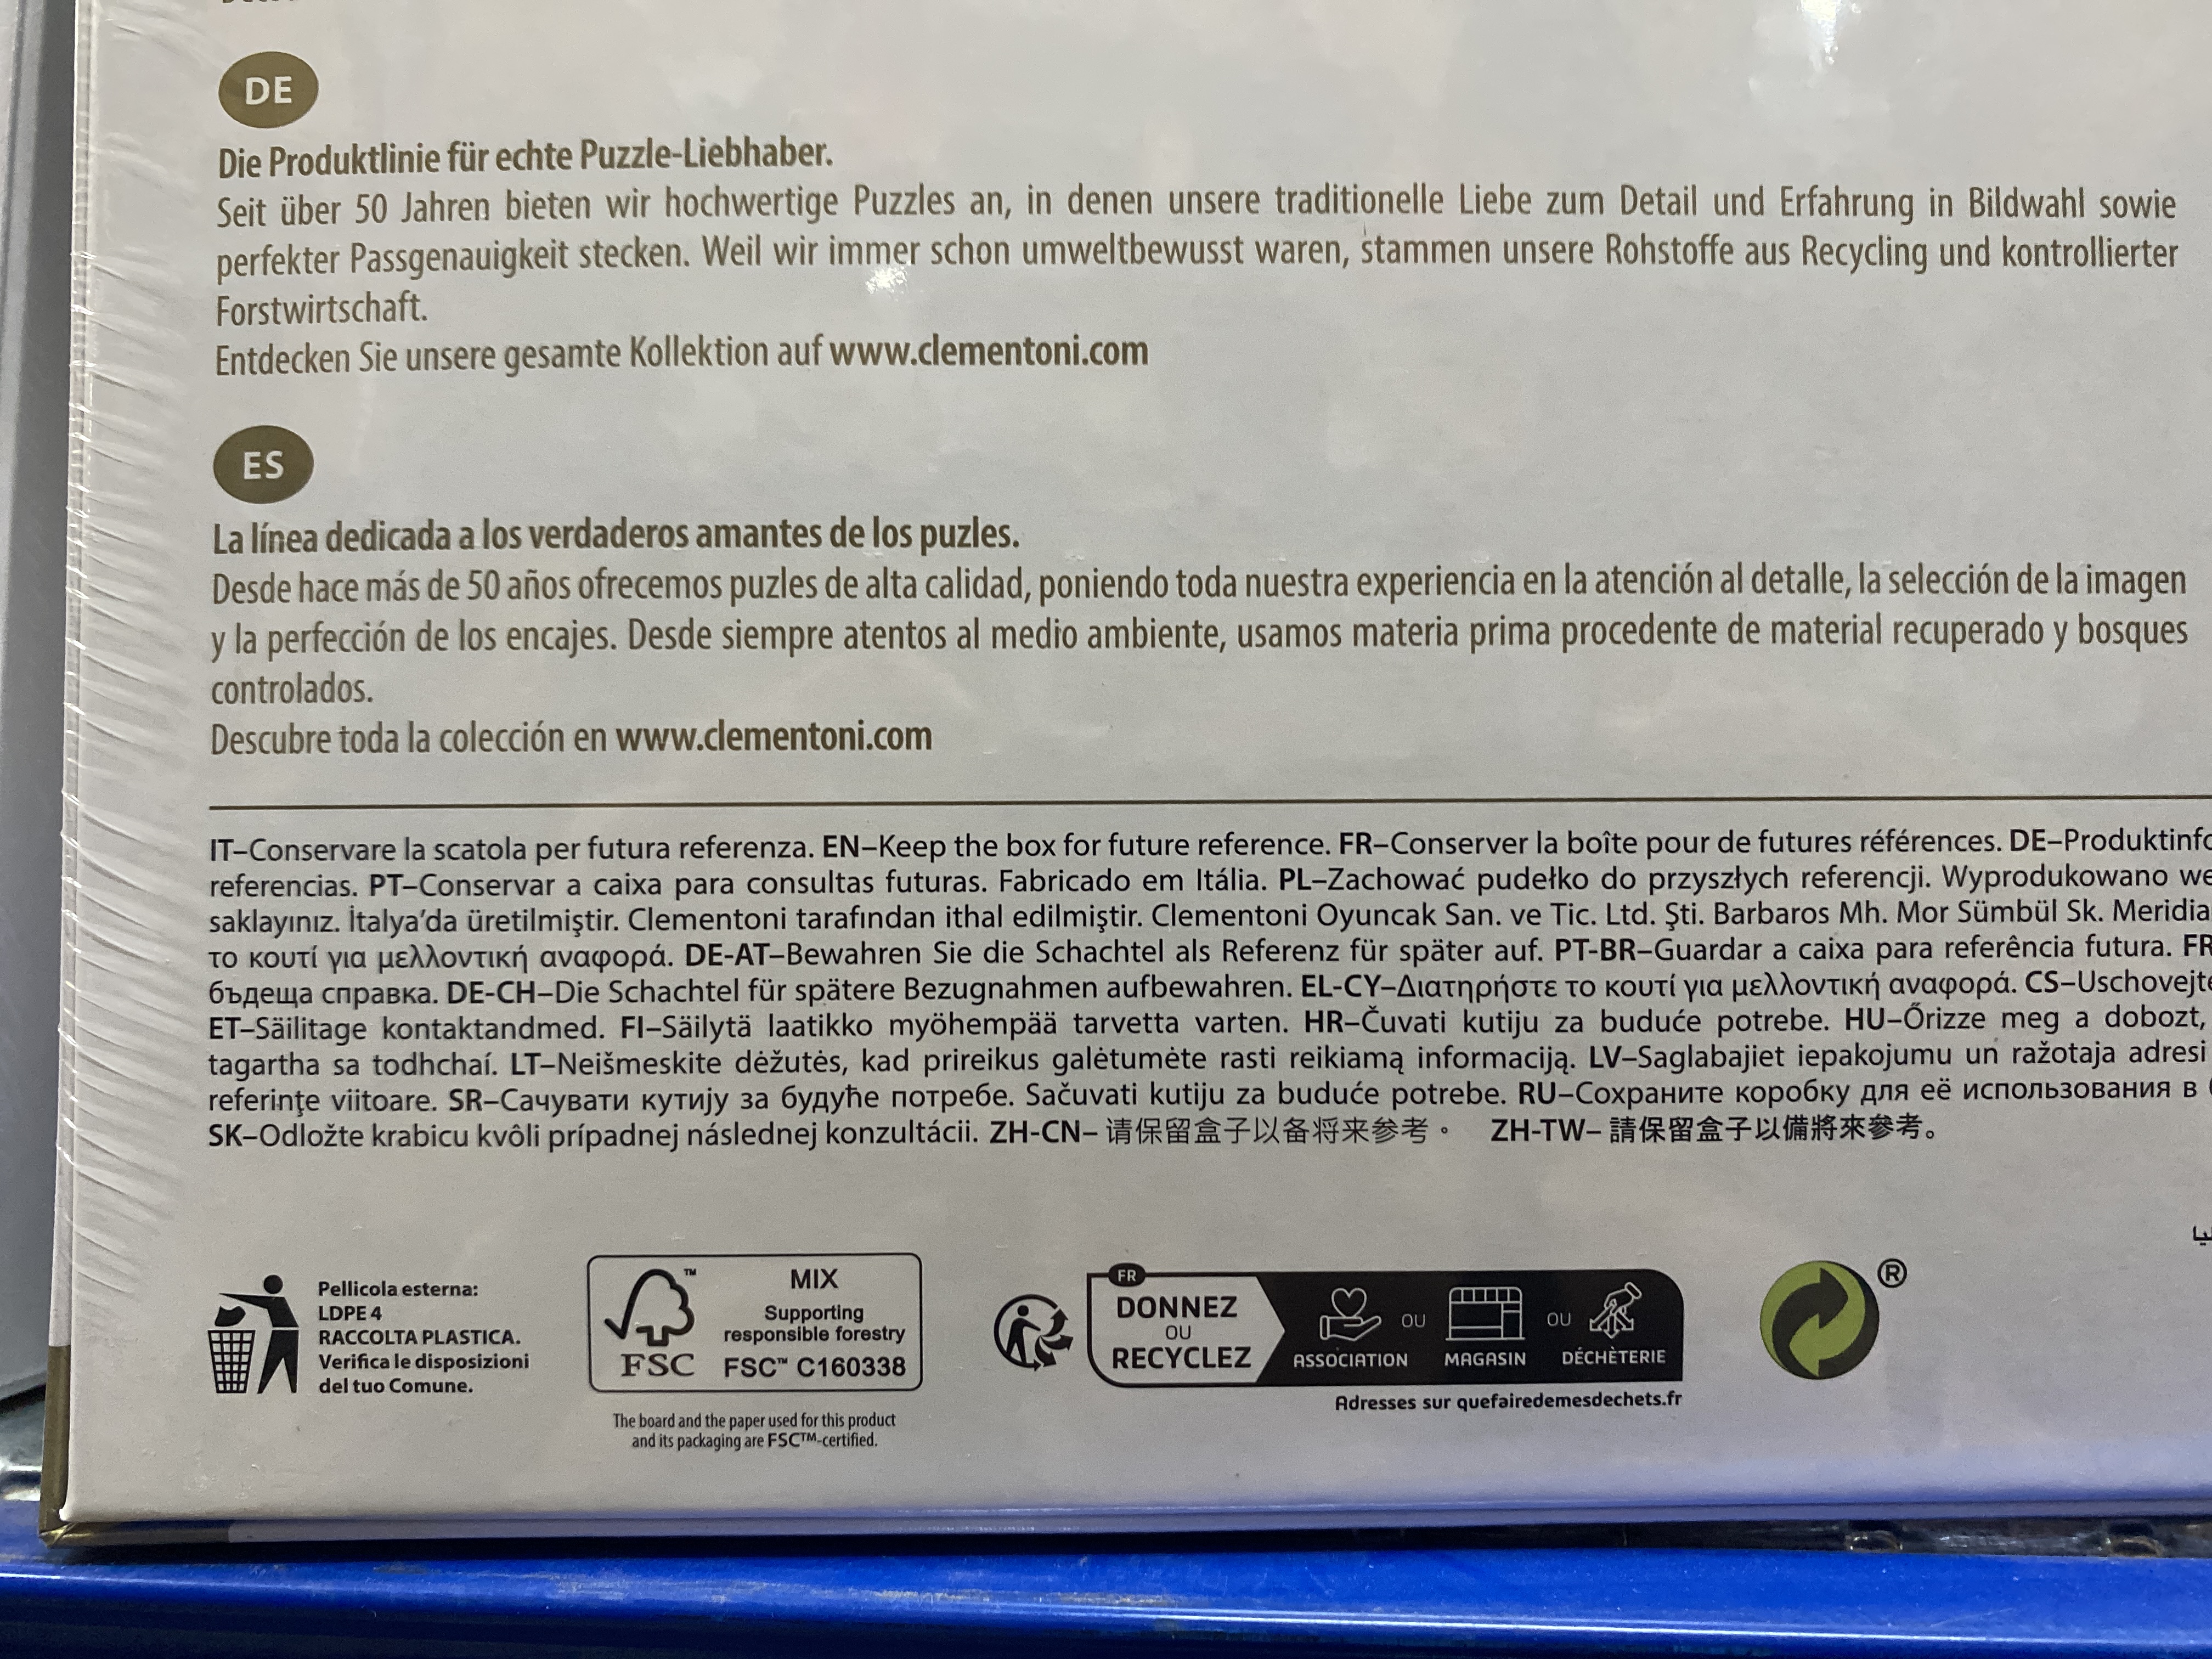 DE
Die Produktlinie für echte Puzzle-Liebhaber.
Seit über 50 Jahren bieten wir hochwertige Puzzles an, in denen unsere traditionelle Liebe zum Detail und Erfahrung in Bildwahl sowie
perfekter Passgenauigkeit stecken. Weil wir immer schon umweltbewusst waren, stammen unsere Rohstoffe aus Recycling und kontrollierter
Forstwirtschaft.
Entdecken Sie unsere gesamte Kollektion auf www.clementoni.com
ES
La línea dedicada a los verdaderos amantes de los puzles.
Desde hace más de 50 años ofrecemos puzles de alta calidad, poniendo toda nuestra experiencia en la atención al detalle, la selección de la imagen
y la perfección de los encajes. Desde siempre atentos al medio ambiente, usamos materia prima procedente de material recuperado y bosques
controlados.
Descubre toda la colección en www.clementoni.com
IT–Conservare la scatola per futura referenza. EN–Keep the box for future reference. FR–Conserver la boîte pour de futures références. DE–Produktinfo
referencias. PT–Conservar a caixa para consultas futuras. Fabricado em Itália. PL–Zachować pudełko do przyszłych referencji. Wyprodukowano we
saklayınız. İtalya’da üretilmiştir. Clementoni tarafından ithal edilmiştir. Clementoni Oyuncak San. ve Tic. Ltd. Şti. Barbaros Mh. Mor Sümbül Sk. Meridia
το κουτί για μελλοντική αναφορά. DE-AT–Bewahren Sie die Schachtel als Referenz für später auf. PT-BR–Guardar a caixa para referência futura. FR
бъдеща справка. DE-CH–Die Schachtel für spätere Bezugnahmen aufbewahren. EL-CY–Διατηρήστε το κουτί για μελλοντική αναφορά. CS–Uschovejte
ET–Säilitage kontaktandmed. FI–Säilytä laatikko myöhempää tarvetta varten. HR–Čuvati kutiju za buduće potrebe. HU–Őrizze meg a dobozt,
tagartha sa todhchaí. LT–Neišmeskite dėžutės, kad prireikus galėtumėte rasti reikiamą informaciją. LV–Saglabajiet iepakojumu un ražotaja adresi
referinţe viitoare. SR–Сачувати кутију за будуће потребе. Sačuvati kutiju za buduće potrebe. RU–Сохраните коробку для её использования в
SK–Odložte krabicu kvôli prípadnej následnej konzultácii. ZH-CN– 请保留盒子以备将来参考。 ZH-TW– 請保留盒子以備將來參考。
Pellicola esterna:
LDPE 4
RACCOLTA PLASTICA.
Verifica le disposizioni
del tuo Comune.
FSC
MIX
Supporting
responsible forestry
FSC™ C160338
The board and the paper used for this product
and its packaging are FSC™-certified.
FR
DONNEZ
OU
RECYCLEZ
ASSOCIATION
OU
MAGASIN
OU
DÉCHÈTERIE
Adresses sur quefairedemesdechets.fr
®